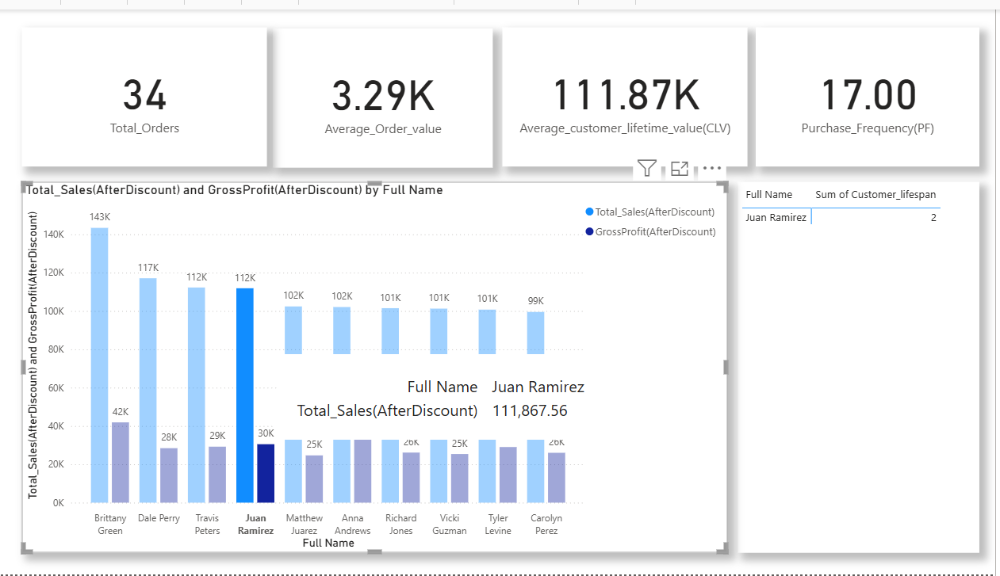 34
Total_Orders
3.29K
Average_Order_value
111.87K
Average_customer_lifetime_value(CLV)
17.00
Purchase_Frequency(PF)
Total_Sales(AfterDiscount) and GrossProfit(AfterDiscount) by Full Name
Total_Sales(AfterDiscount)
GrossProfit(AfterDiscount)
Total_Sales(AfterDiscount) and GrossProfit(AfterDiscount)
140K
120K
100K
80K
60K
40K
20K
0K
143K
117K
112K
112K
102K
102K
101K
101K
101K
99K
42K
28K
29K
30K
25K
26K
25K
26K
Full Name Juan Ramirez
Total_Sales(AfterDiscount) 111,867.56
Brittany Green
Dale Perry
Travis Peters
Juan Ramirez
Matthew Juarez
Anna Andrews
Richard Jones
Vicki Guzman
Tyler Levine
Carolyn Perez
Full Name
Full Name Sum of Customer_lifespan
Juan Ramirez 2